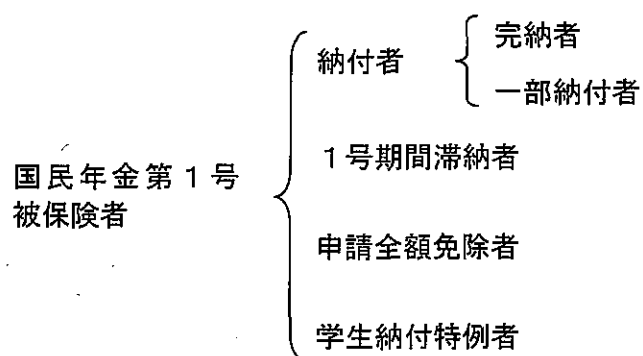 完納者
納付者
一部納付者
１号期間滞納者
国民年金第１号
被保険者
申請全額免除者
学生納付特例者